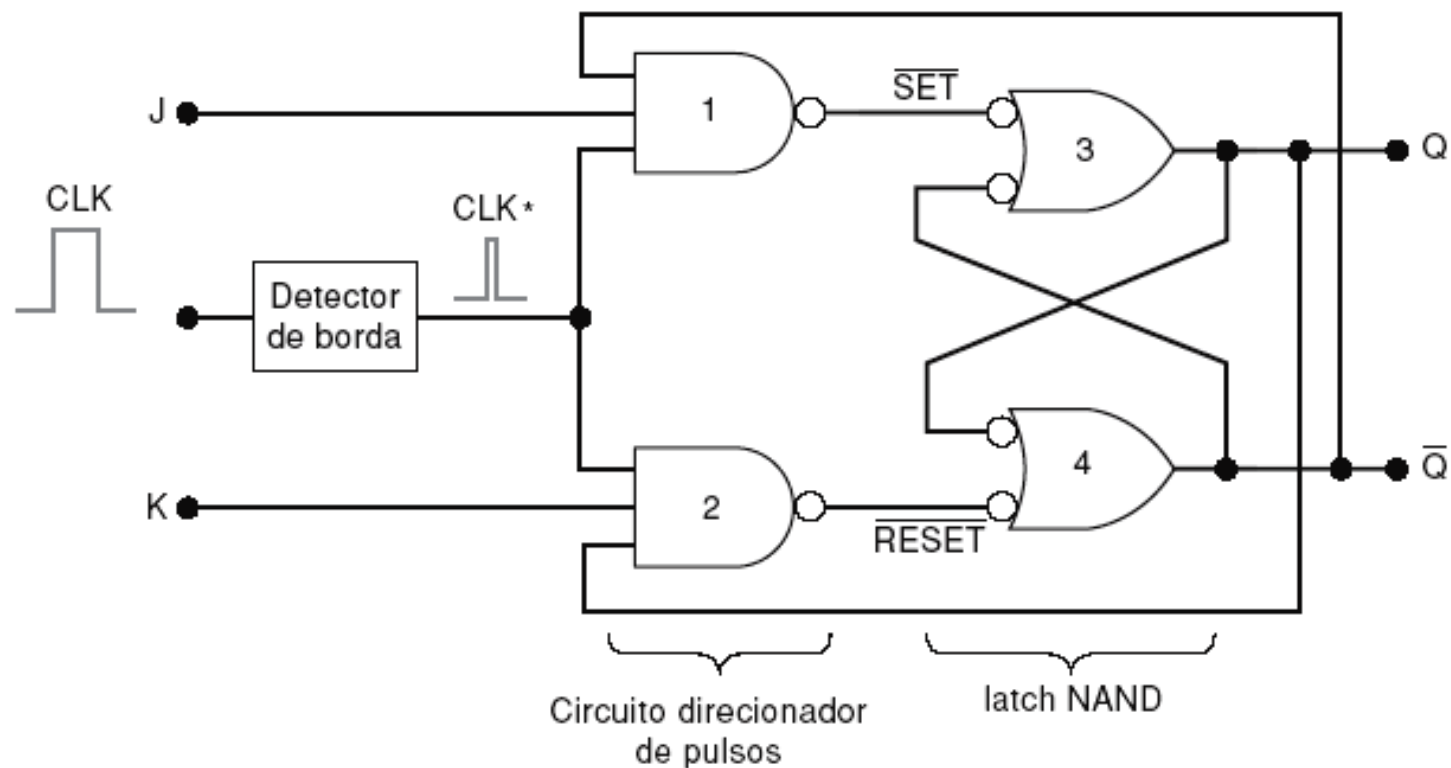 J
1
SET
3
Q
CLK
CLK*
Detector
de borda
K
2
RESET
4
Q
Circuito direcionador
de pulsos
latch NAND